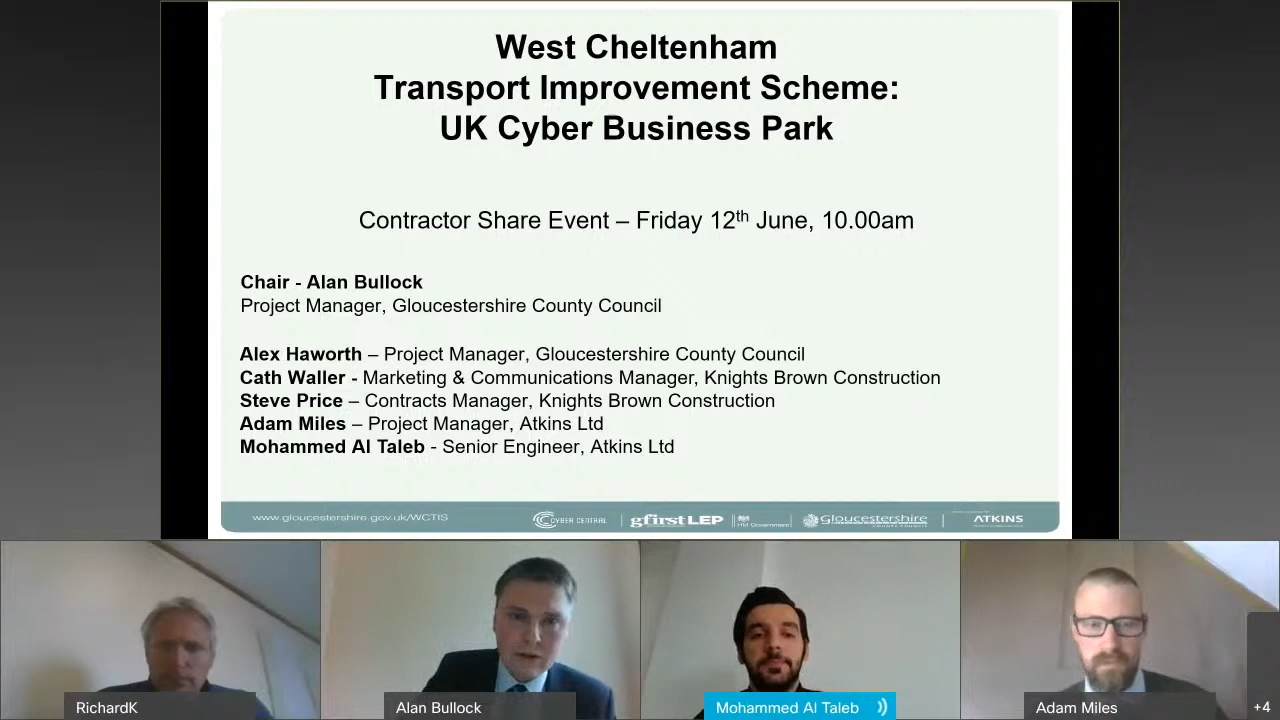 West Cheltenham
Transport Improvement Scheme:
UK Cyber Business Park
Contractor Share Event – Friday 12th June, 10.00am
Chair - Alan Bullock
Project Manager, Gloucestershire County Council
Alex Haworth – Project Manager, Gloucestershire County Council
Cath Waller - Marketing & Communications Manager, Knights Brown Construction
Steve Price – Contracts Manager, Knights Brown Construction
Adam Miles – Project Manager, Atkins Ltd
Mohammed Al Taleb - Senior Engineer, Atkins Ltd
www.gloucestershire.gov.uk/WCTIS
CYBER CENTRAL
gfirst LEP
HM Government
Gloucestershire
COUNTY COUNCIL
ATKINS
RichardK
Alan Bullock
Mohammed Al Taleb
Adam Miles
+4